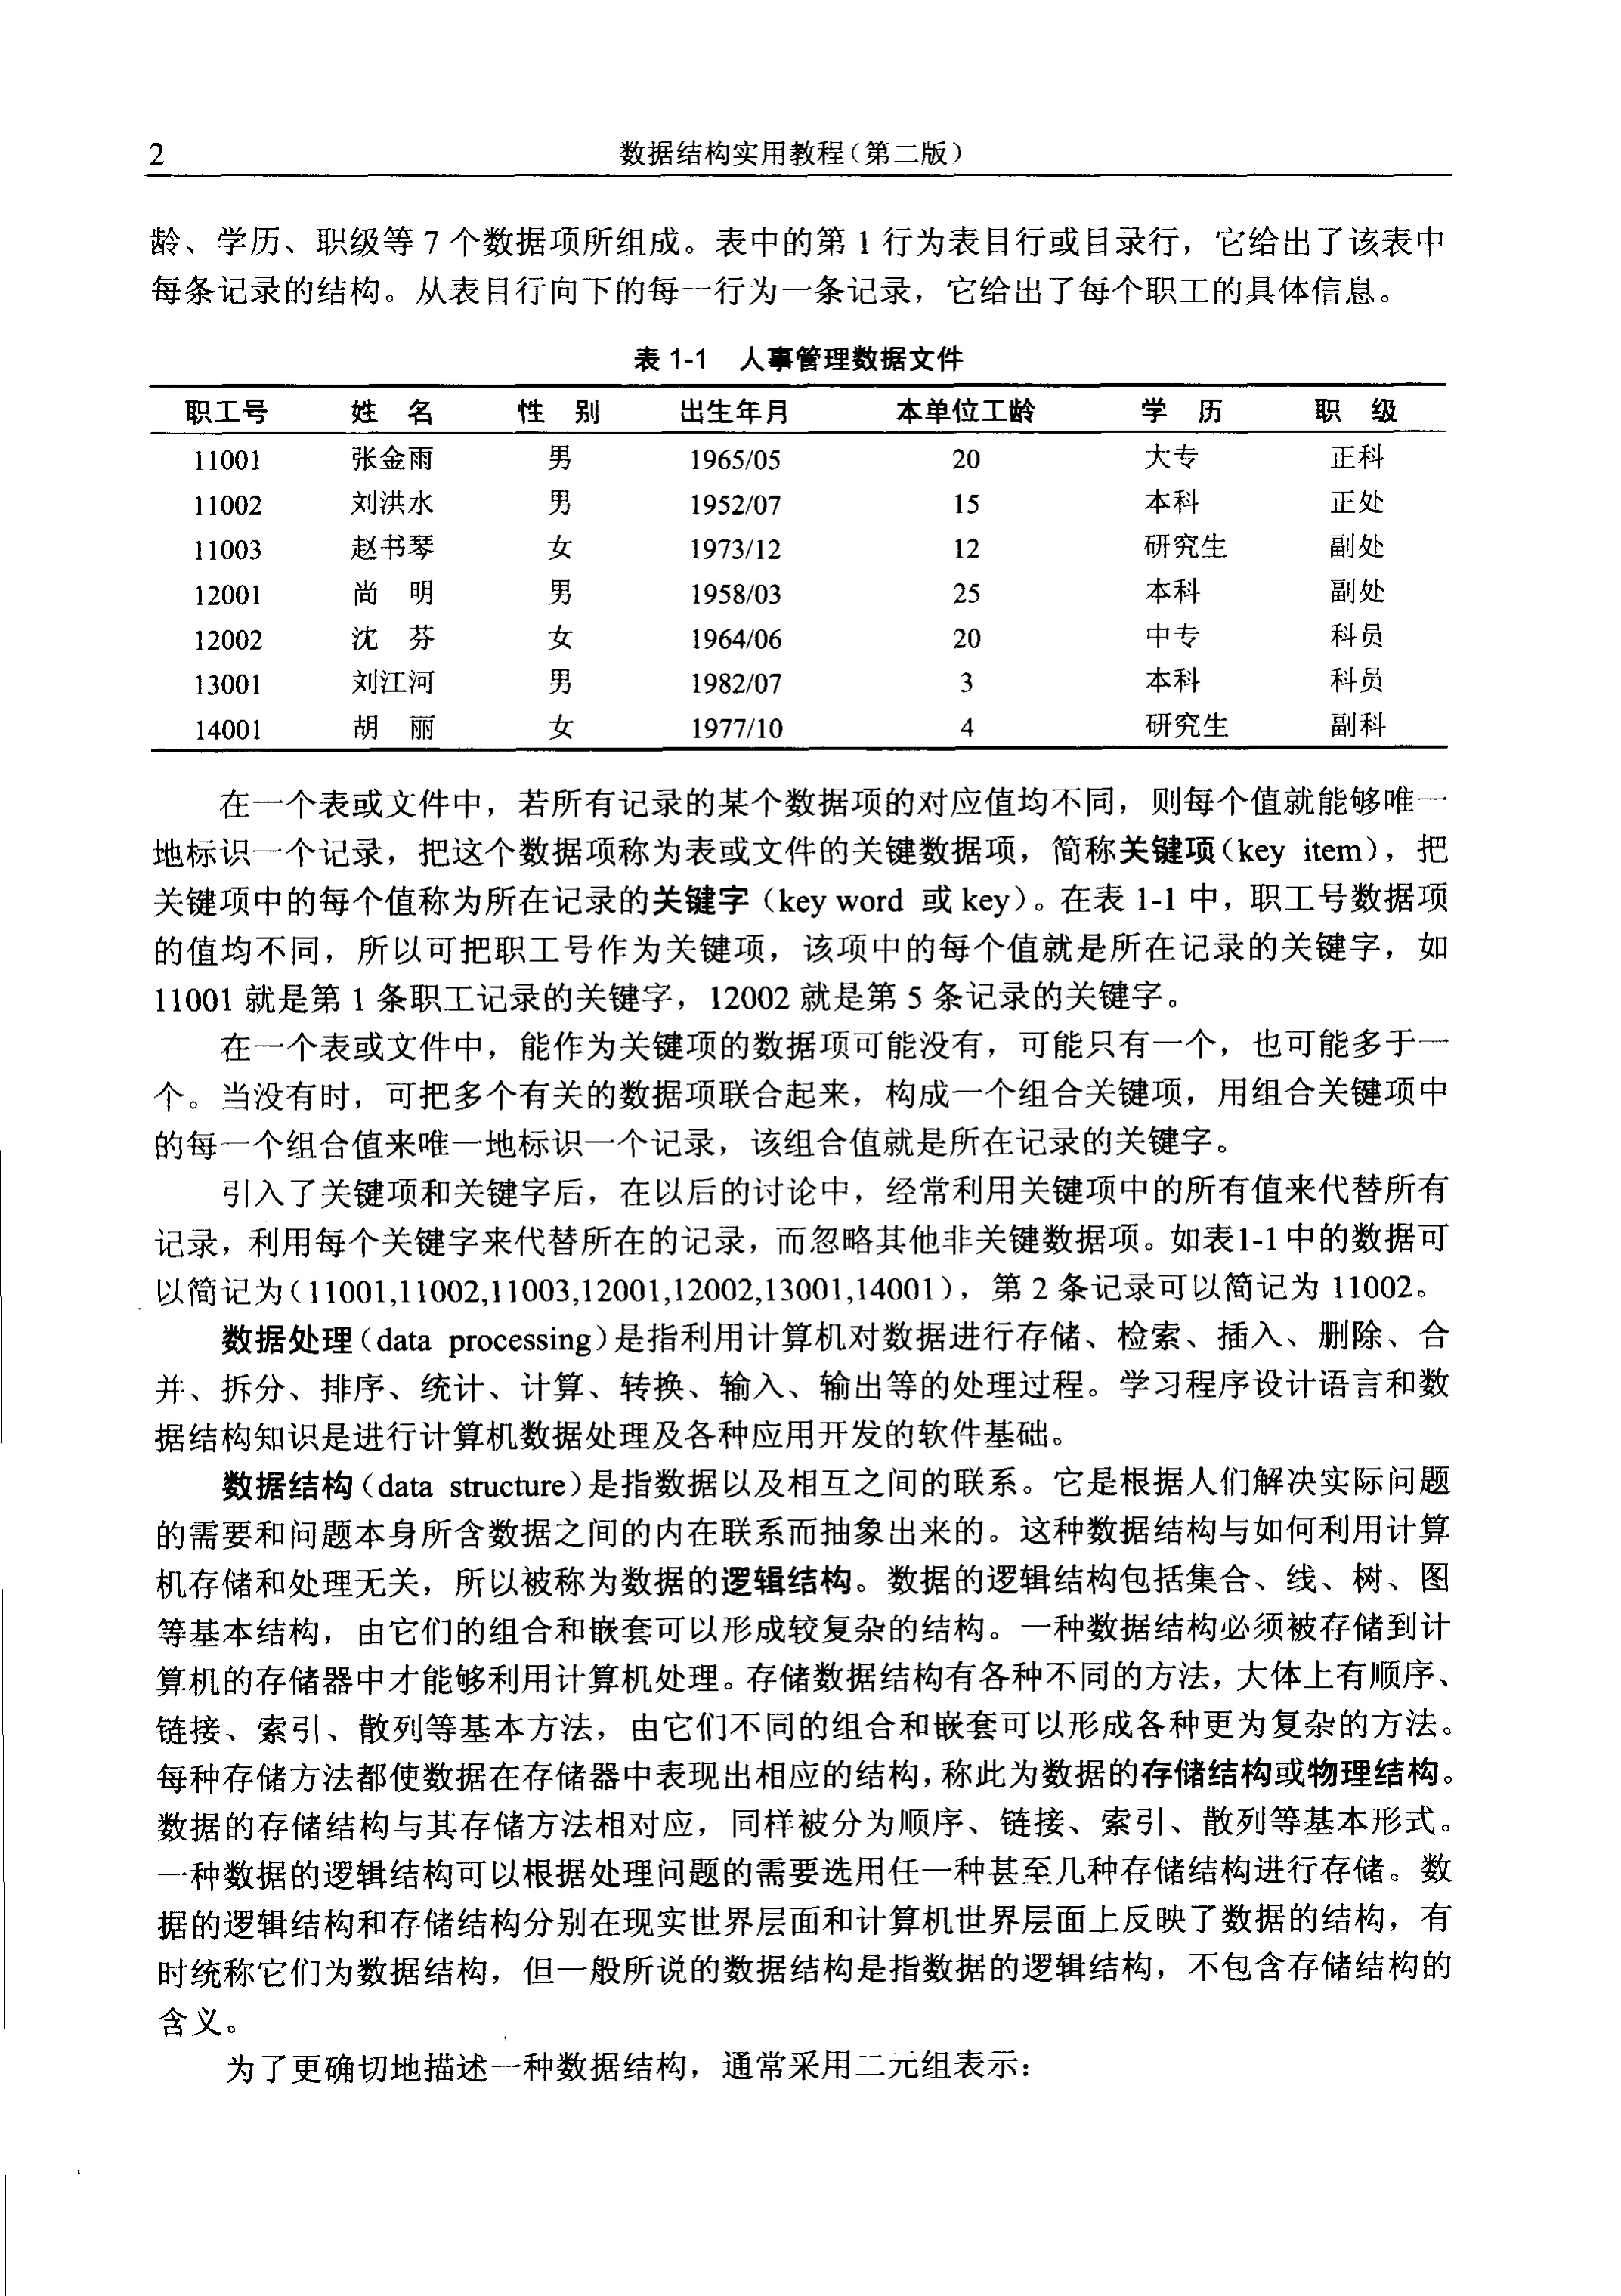 2 数据结构实用教程（第二版）
龄、学历、职级等 7 个数据项所组成。表中的第 1 行为表目行或目录行，它给出了该表中
每条记录的结构。从表目行向下的每一行为一条记录，它给出了每个职工的具体信息。
表 1-1 人事管理数据文件
职工号 姓 名 性 别 出生年月 本单位工龄 学 历 职 级
11001 张金雨 男 1965/05 20 大专 正科
11002 刘洪水 男 1952/07 15 本科 正处
11003 赵书琴 女 1973/12 12 研究生 副处
12001 尚 明 男 1958/03 25 本科 副处
12002 沈 芬 女 1964/06 20 中专 科员
13001 刘江河 男 1982/07 3 本科 科员
14001 胡 丽 女 1977/10 4 研究生 副科
在一个表或文件中，若所有记录的某个数据项的对应值均不同，则每个值就能够唯一
地标识一个记录，把这个数据项称为表或文件的关键数据项，简称关键项（key item），把
关键项中的每个值称为所在记录的关键字（key word 或 key）。在表 1-1 中，职工号数据项
的值均不同，所以可把职工号作为关键项，该项中的每个值就是所在记录的关键字，如
11001 就是第 1 条职工记录的关键字，12002 就是第 5 条记录的关键字。
在一个表或文件中，能作为关键项的数据项可能没有，可能只有一个，也可能多于一
个。当没有时，可把多个有关的数据项联合起来，构成一个组合关键项，用组合关键项中
的每一个组合值来唯一地标识一个记录，该组合值就是所在记录的关键字。
引入了关键项和关键字后，在以后的讨论中，经常利用关键项中的所有值来代替所有
记录，利用每个关键字来代替所在的记录，而忽略其他非关键数据项。如表1-1 中的数据可
以简记为（11001,11002,11003,12001,12002,13001,14001），第 2 条记录可以简记为 11002。
数据处理（data processing）是指利用计算机对数据进行存储、检索、插入、删除、合
并、拆分、排序、统计、计算、转换、输入、输出等的处理过程。学习程序设计语言和数
据结构知识是进行计算机数据处理及各种应用开发的软件基础。
数据结构（data structure）是指数据以及相互之间的联系。它是根据人们解决实际问题
的需要和问题本身所含数据之间的内在联系而抽象出来的。这种数据结构与如何利用计算
机存储和处理无关，所以被称为数据的逻辑结构。数据的逻辑结构包括集合、线、树、图
等基本结构，由它们的组合和嵌套可以形成较复杂的结构。一种数据结构必须被存储到计
算机的存储器中才能够利用计算机处理。存储数据结构有各种不同的方法，大体上有顺序、
链接、索引、散列等基本方法，由它们不同的组合和嵌套可以形成各种更为复杂的方法。
每种存储方法都使数据在存储器中表现出相应的结构，称此为数据的存储结构或物理结构。
数据的存储结构与其存储方法相对应，同样被分为顺序、链接、索引、散列等基本形式。
一种数据的逻辑结构可以根据处理问题的需要选用任一种甚至几种存储结构进行存储。数
据的逻辑结构和存储结构分别在现实世界层面和计算机世界层面上反映了数据的结构，有
时统称它们为数据结构，但一般所说的数据结构是指数据的逻辑结构，不包含存储结构的
含义。
为了更确切地描述一种数据结构，通常采用二元组表示：